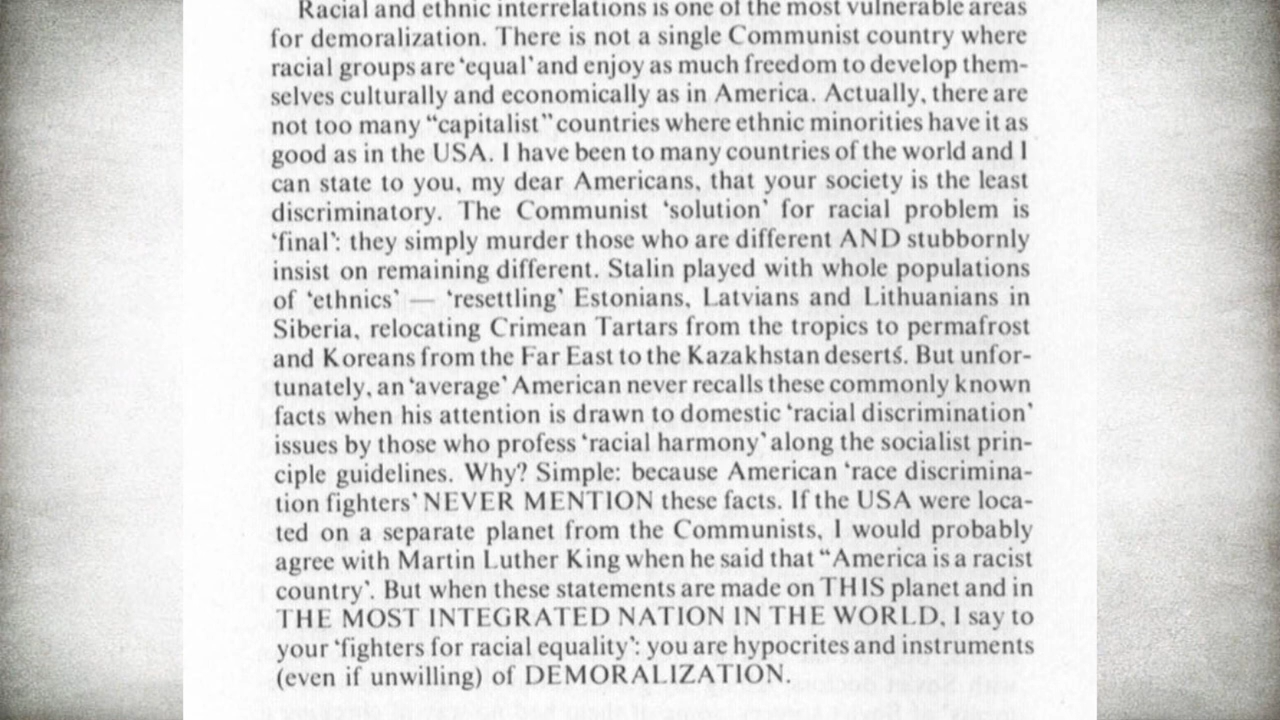 Racial and ethnic interrelations is one of the most vulnerable areas
for demoralization. There is not a single Communist country where
racial groups are ‘equal’ and enjoy as much freedom to develop them-
selves culturally and economically as in America. Actually, there are
not too many “capitalist” countries where ethnic minorities have it as
good as in the USA. I have been to many countries of the world and I
can state to you, my dear Americans, that your society is the least
discriminatory. The Communist ‘solution’ for racial problem is
‘final’: they simply murder those who are different AND stubbornly
insist on remaining different. Stalin played with whole populations
of ‘ethnics’ — ‘resettling’ Estonians, Latvians and Lithuanians in
Siberia, relocating Crimean Tartars from the tropics to permafrost
and Koreans from the Far East to the Kazakhstan deserts. But unfor-
tunately, an ‘average’ American never recalls these commonly known
facts when his attention is drawn to domestic ‘racial discrimination’
issues by those who profess ‘racial harmony’ along the socialist prin-
ciple guidelines. Why? Simple: because American ‘race discrimina-
tion fighters’ NEVER MENTION these facts. If the USA were loca-
ted on a separate planet from the Communists, I would probably
agree with Martin Luther King when he said that “America is a racist
country’. But when these statements are made on THIS planet and in
THE MOST INTEGRATED NATION IN THE WORLD, I say to
your ‘fighters for racial equality’: you are hypocrites and instruments
(even if unwilling) of DEMORALIZATION.